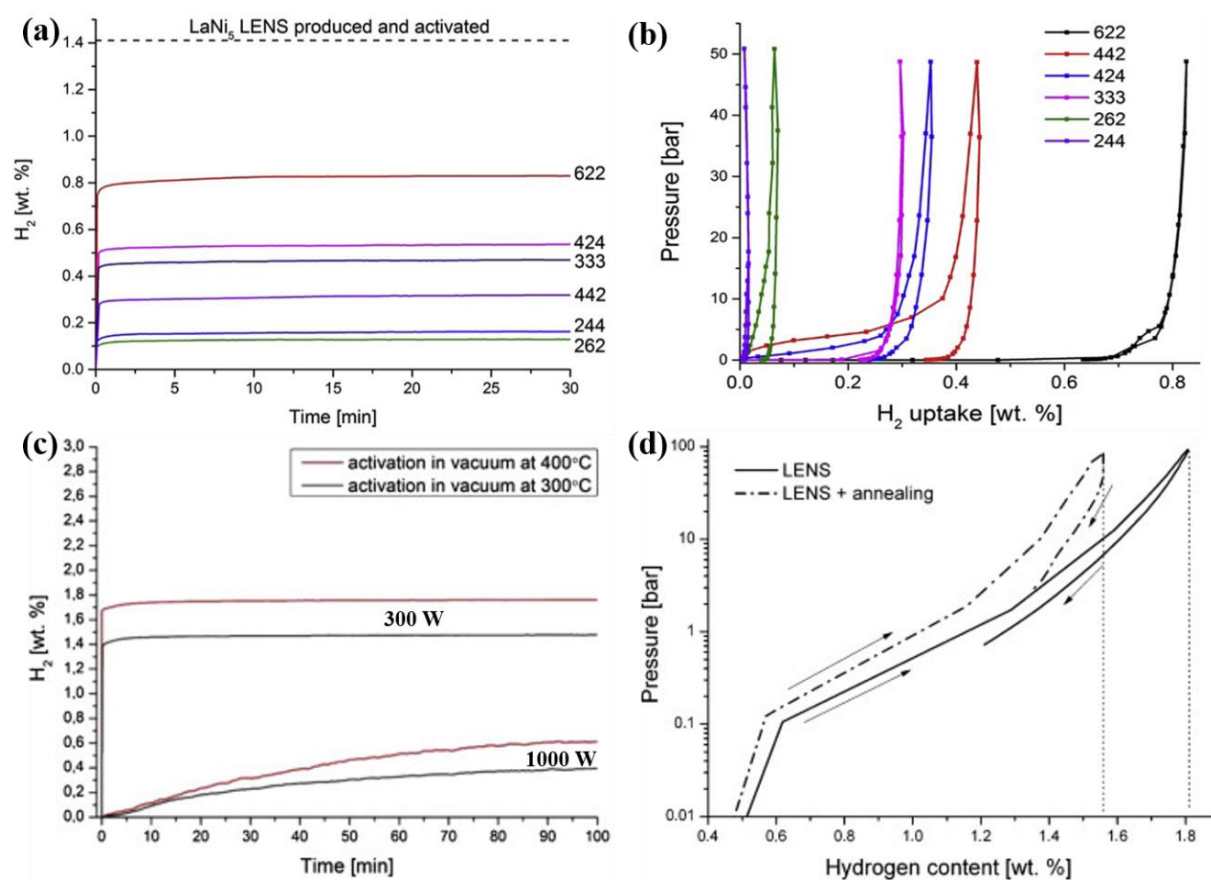 (a)
LaNi5 LENS produced and activated
1.4
1.2
1.0
0.8
0.6
0.4
0.2
0.0
H2 [wt. %]
622
424
333
442
244
262
0 5 10 15 20 25 30
Time [min]
(b)
622
442
424
333
262
244
50
40
30
20
10
0
Pressure [bar]
0.0 0.2 0.4 0.6 0.8
H2 uptake [wt. %]
(c)
activation in vacuum at 400°C
activation in vacuum at 300°C
3,0
2,8
2,6
2,4
2,2
2,0
1,8
1,6
1,4
1,2
1,0
0,8
0,6
0,4
0,2
0,0
H2 [wt. %]
300 W
1000 W
0 10 20 30 40 50 60 70 80 90 100
Time [min]
(d)
LENS
LENS + annealing
100
10
1
0.1
0.01
Pressure [bar]
0.4 0.6 0.8 1.0 1.2 1.4 1.6 1.8
Hydrogen content [wt. %]